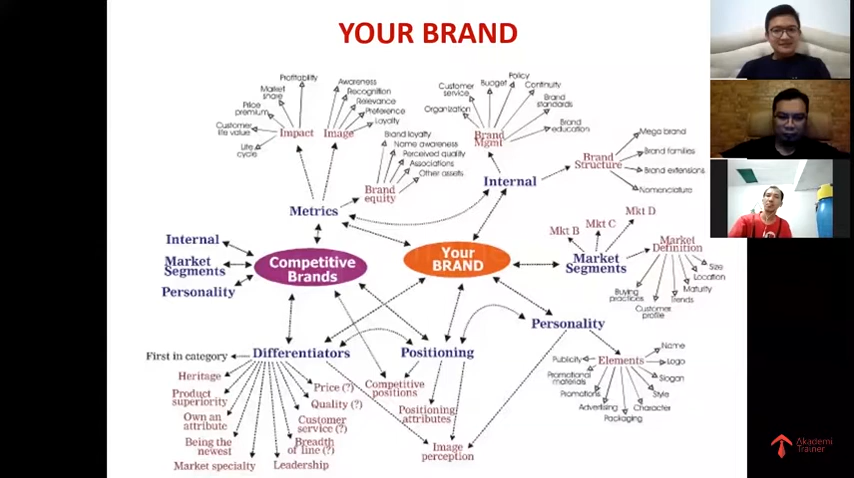 YOUR BRAND
Profitability
Market
share
Price
premium
Customer
life value
Life
cycle
Impact
Awareness
Recognition
Relevance
Preference
Loyalty
Image
Brand loyalty
Name awareness
Perceived quality
Associations
Other assets
Brand
equity
Metrics
Organization
Customer
service
Budget
Policy
Continuity
Brand
standards
Brand
education
Brand
Mgmt
Internal
Brand
Structure
Mega brand
Brand families
Brand extensions
Nomenclature
Internal
Market
Segments
Personality
Competitive
Brands
Your
BRAND
Mkt B
Mkt C
Mkt D
Market
Segments
Market
Definition
Size
Location
Maturity
Trends
Customer
profile
Buying
practices
Personality
First in category
Differentiators
Positioning
Heritage
Product
superiority
Own an
attribute
Being the
newest
Market specialty
Leadership
Breadth
of line (?)
Customer
service (?)
Quality (?)
Price (?)
Competitive
positions
Positioning
attributes
Image
perception
Elements
Name
Logo
Slogan
Style
Character
Packaging
Advertising
Promotions
Promotional
materials
Publicity
Akademi
Trainer